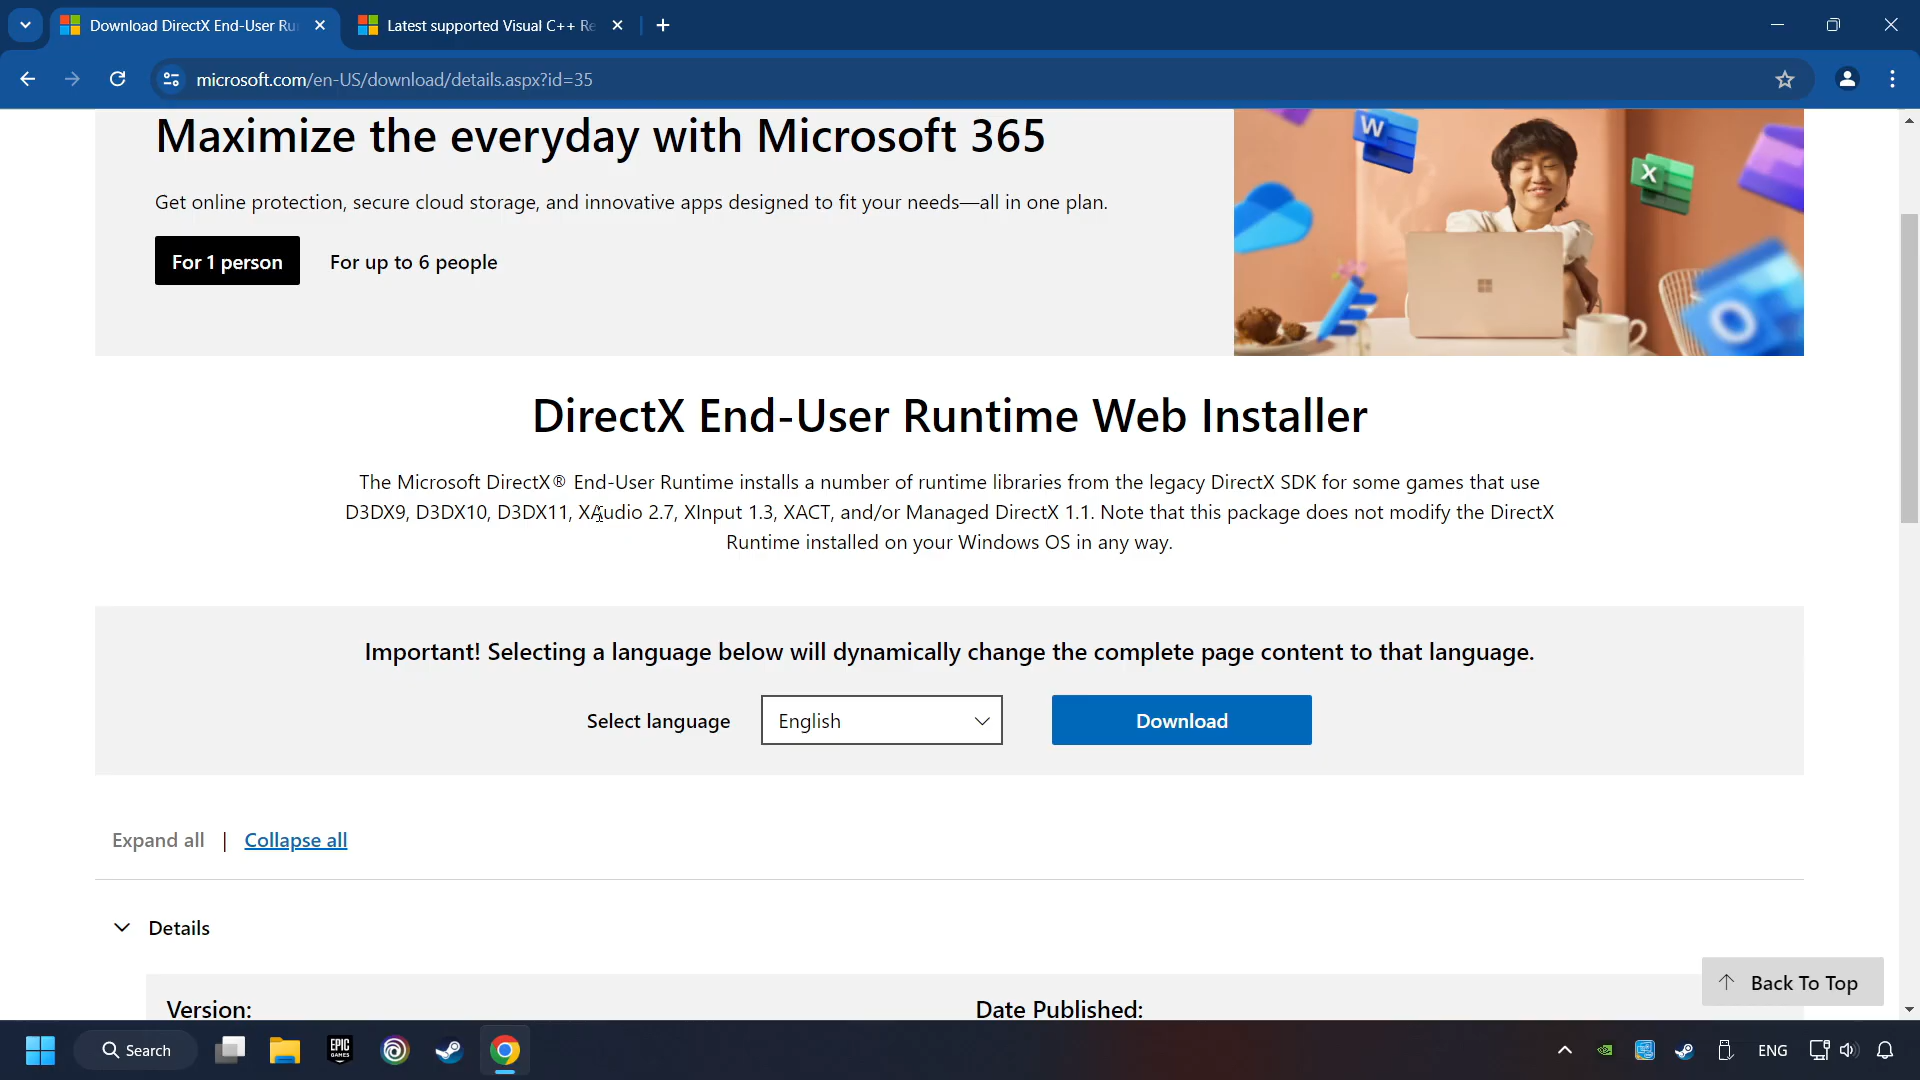 Download DirectX End-User Ru
Latest supported Visual C++ Re
microsoft.com/en-US/download/details.aspx?id=35
Maximize the everyday with Microsoft 365
Get online protection, secure cloud storage, and innovative apps designed to fit your needs—all in one plan.
For 1 person
For up to 6 people
W
X
O
DirectX End-User Runtime Web Installer
The Microsoft DirectX® End-User Runtime installs a number of runtime libraries from the legacy DirectX SDK for some games that use
D3DX9, D3DX10, D3DX11, XAudio 2.7, XInput 1.3, XACT, and/or Managed DirectX 1.1. Note that this package does not modify the DirectX
Runtime installed on your Windows OS in any way.
Important! Selecting a language below will dynamically change the complete page content to that language.
Select language
English
Download
Expand all | Collapse all
Details
Back To Top
Version:
Date Published:
Search
EPIC
GAMES
ENG